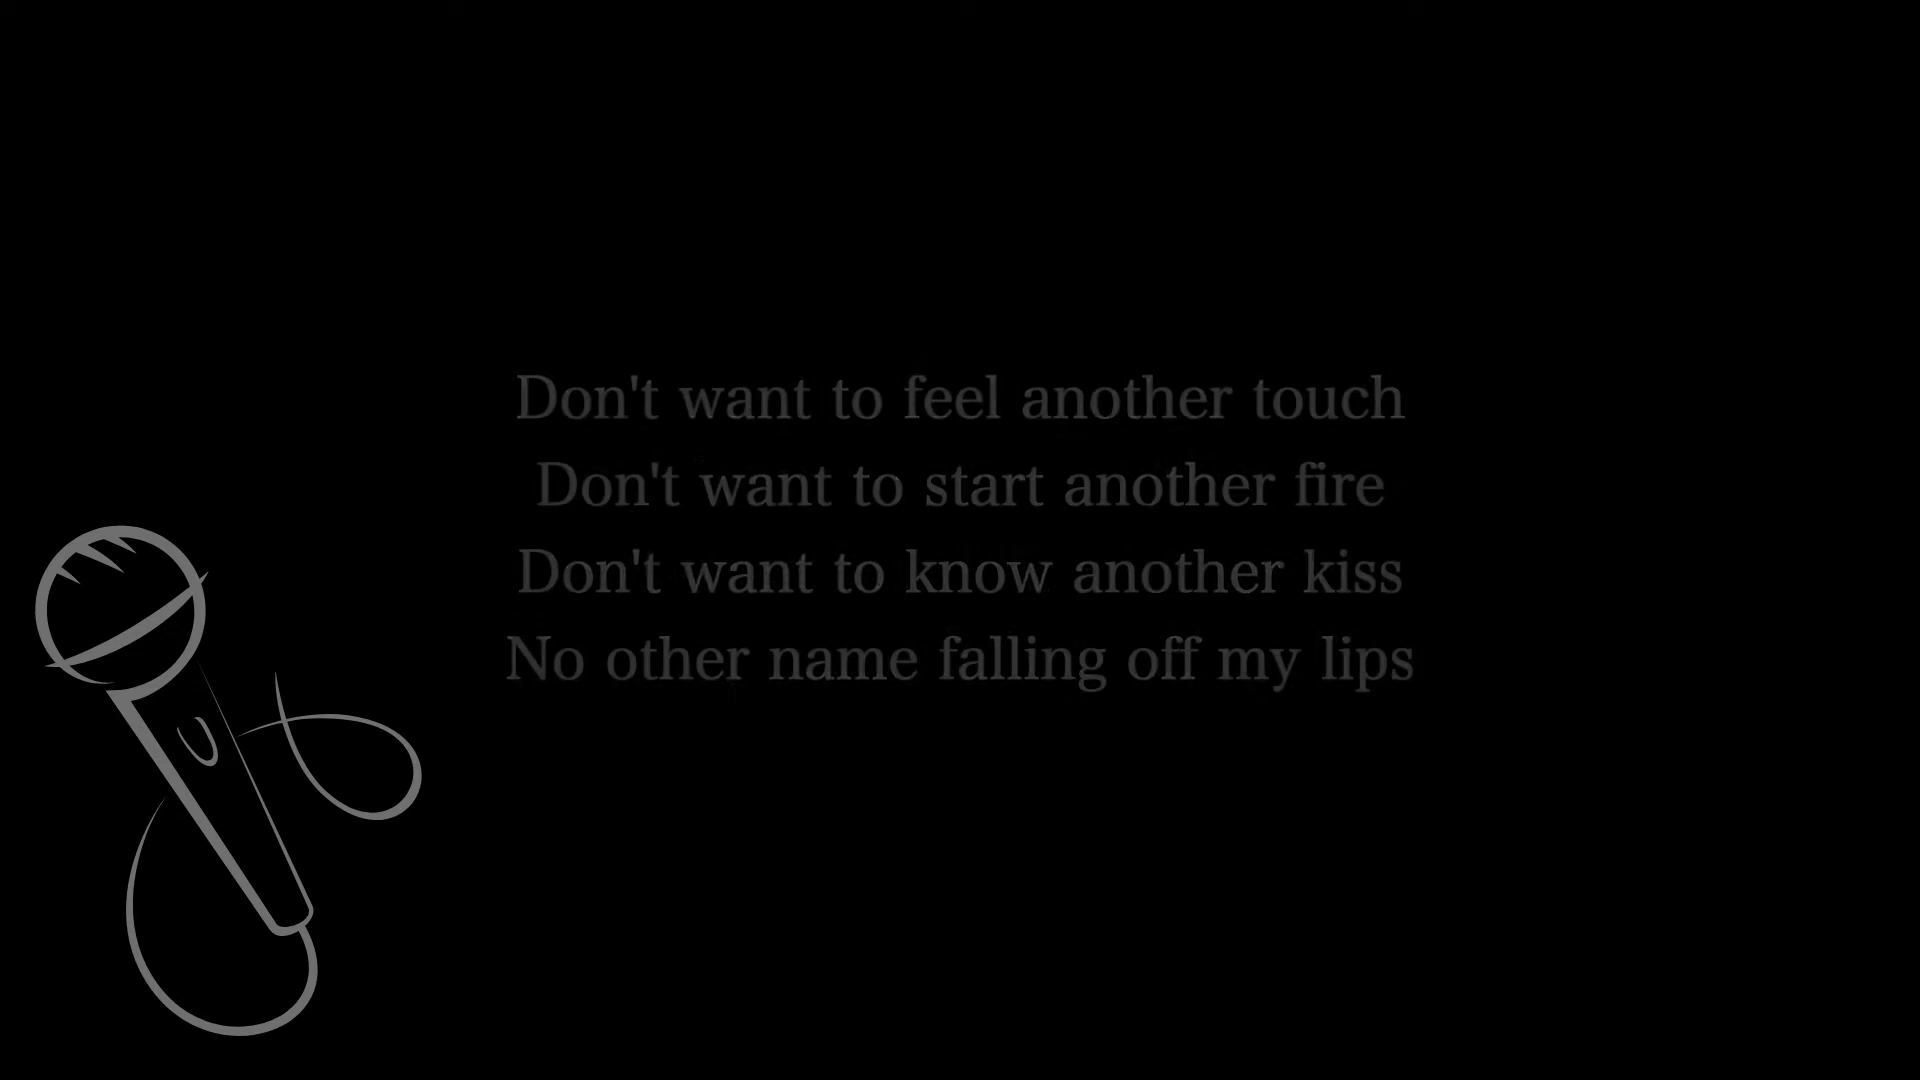 Don't want to feel another touch
Don't want to start another fire
Don't want to know another kiss
No other name falling off my lips